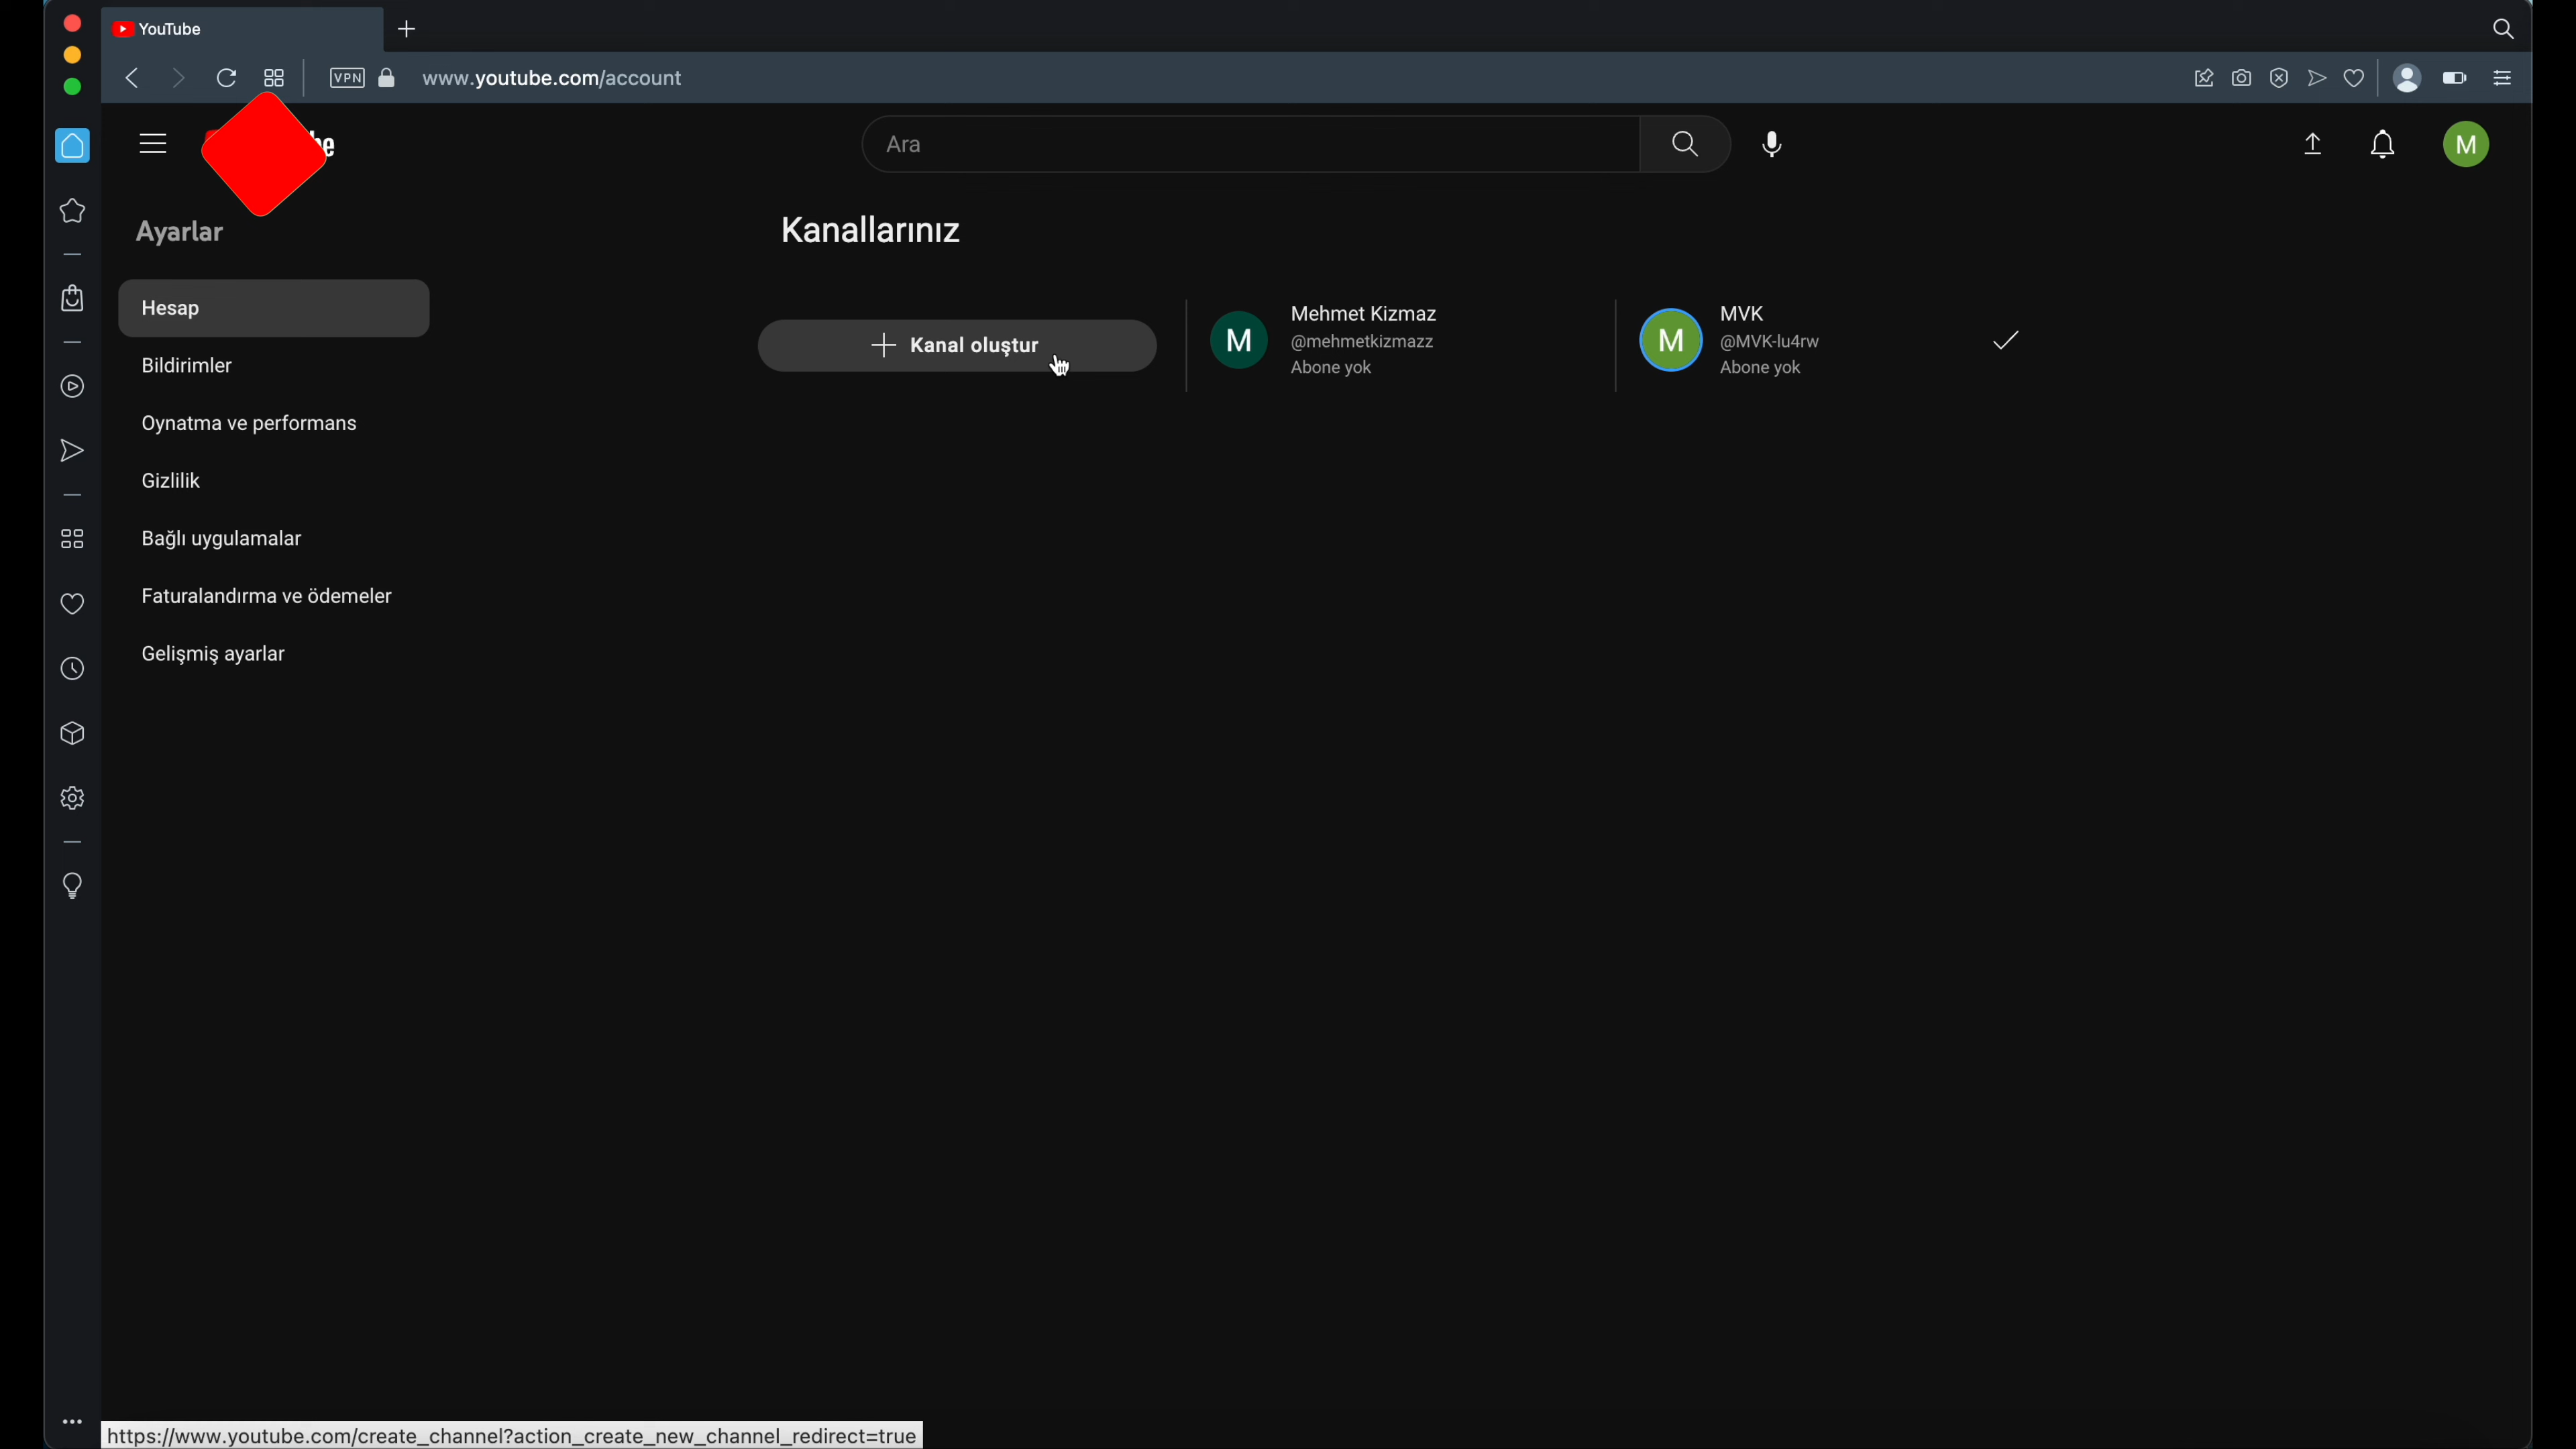 YouTube
VPN
www.youtube.com/account
be
Ara
M
Ayarlar
Kanallarınız
Hesap
Bildirimler
Oynatma ve performans
Gizlilik
Bağlı uygulamalar
Faturalandırma ve ödemeler
Gelişmiş ayarlar
Kanal oluştur
M
Mehmet Kizmaz
@mehmetkizmazz
Abone yok
M
MVK
@MVK-lu4rw
Abone yok
https://www.youtube.com/create_channel?action_create_new_channel_redirect=true